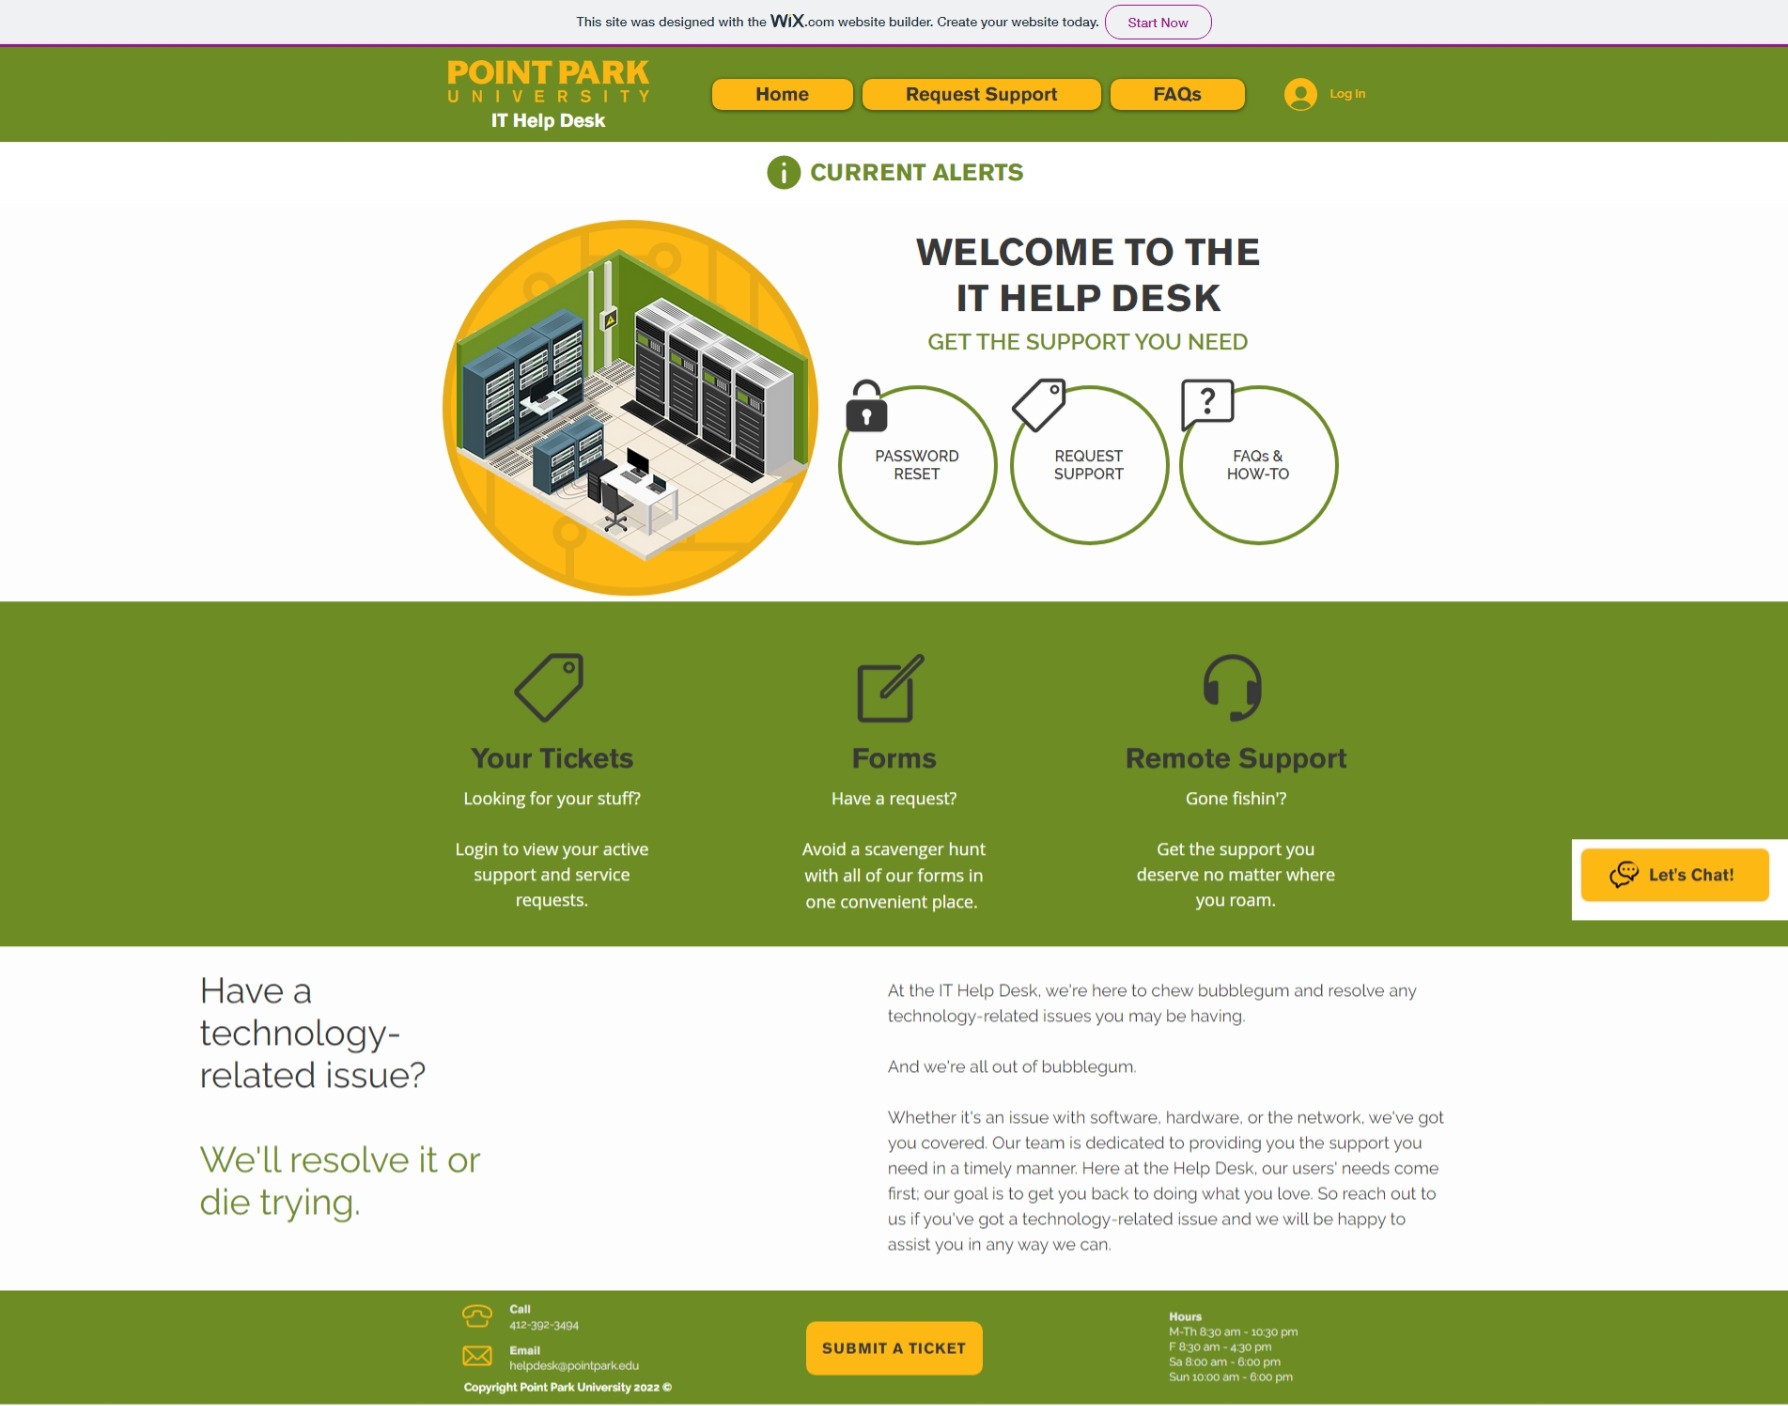 This site was designed with the WiX.com website builder. Create your website today. Start Now
POINT PARK
UNIVERSITY
IT Help Desk
Home
Request Support
FAQs
Log In
CURRENT ALERTS
WELCOME TO THE
IT HELP DESK
GET THE SUPPORT YOU NEED
PASSWORD
RESET
REQUEST
SUPPORT
?
FAQs &
HOW-TO
Your Tickets
Looking for your stuff?
Login to view your active
support and service
requests.
Forms
Have a request?
Avoid a scavenger hunt
with all of our forms in
one convenient place.
Remote Support
Gone fishin'?
Get the support you
deserve no matter where
you roam.
Let's Chat!
Have a
technology-
related issue?
We'll resolve it or
die trying.
At the IT Help Desk, we're here to chew bubblegum and resolve any
technology-related issues you may be having.
And we're all out of bubblegum.
Whether it's an issue with software, hardware, or the network, we've got
you covered. Our team is dedicated to providing you the support you
need in a timely manner. Here at the Help Desk, our users' needs come
first; our goal is to get you back to doing what you love. So reach out to
us if you've got a technology-related issue and we will be happy to
assist you in any way we can.
Call
412-392-3494
Email
helpdesk@pointpark.edu
Copyright Point Park University 2022 ©
SUBMIT A TICKET
Hours
M-Th 8:30 am - 10:30 pm
F 8:30 am - 4:30 pm
Sa 8:00 am - 6:00 pm
Sun 10:00 am - 6:00 pm